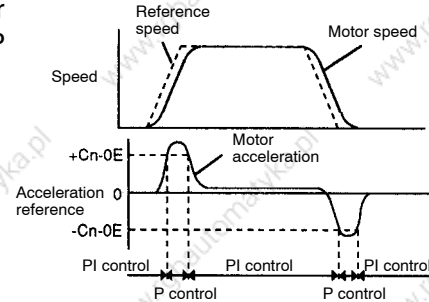 r
Reference
speed
Motor speed
Speed
Motor
acceleration
+Cn-0E
Acceleration
reference
0
-Cn-0E
PI control
PI control
PI control
P control
P control